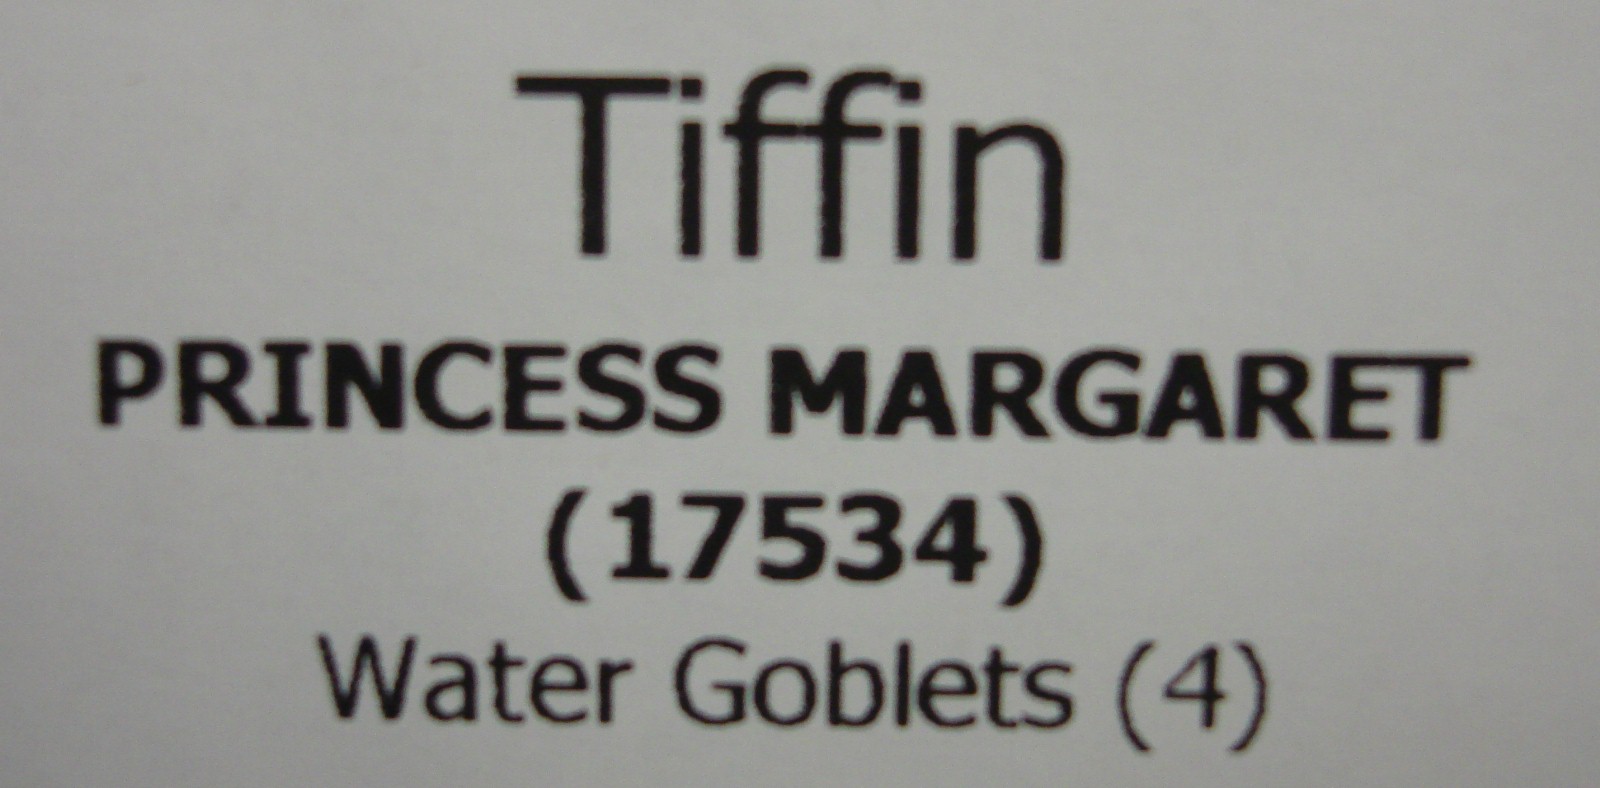 Tiffin
PRINCESS MARGARET
(17534)
Water Goblets (4)